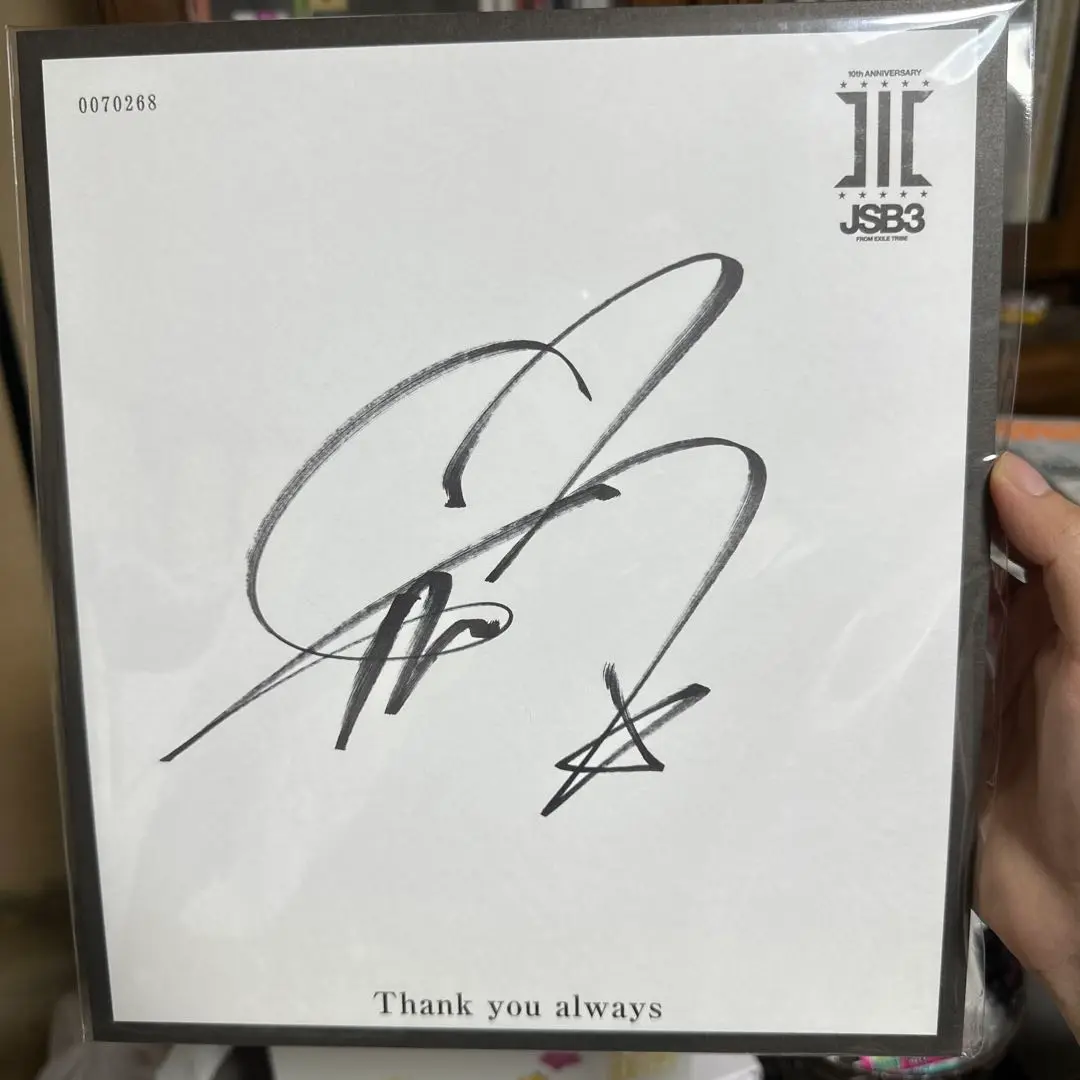 0070268
10th ANNIVERSARY
JSB3
FROM EXILE TRIBE
Thank you always